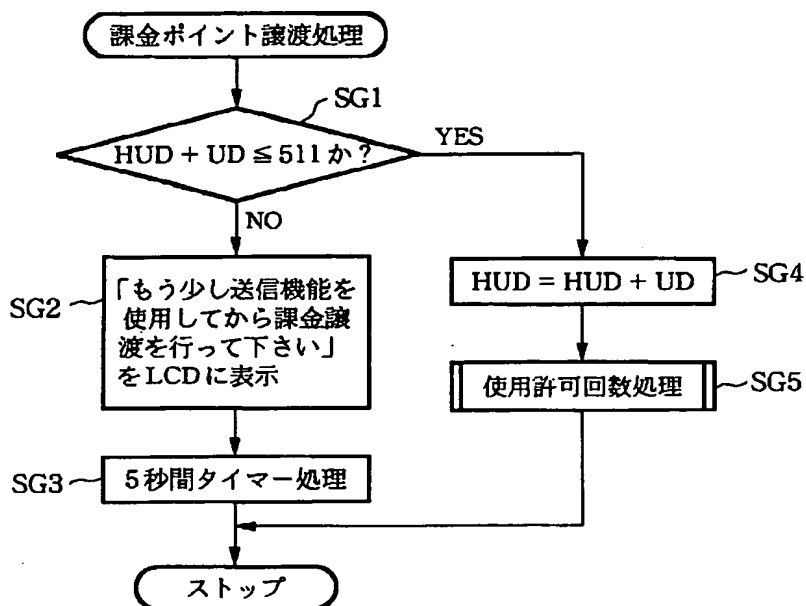 課金ポイント譲渡処理
SG1
HUD + UD ≦ 511 か?
YES
NO
SG2
「もう少し送信機能を
使用してから課金譲
渡を行って下さい」
をLCDに表示
HUD = HUD + UD
SG4
使用許可回数処理
SG5
SG3
5秒間タイマー処理
ストップ